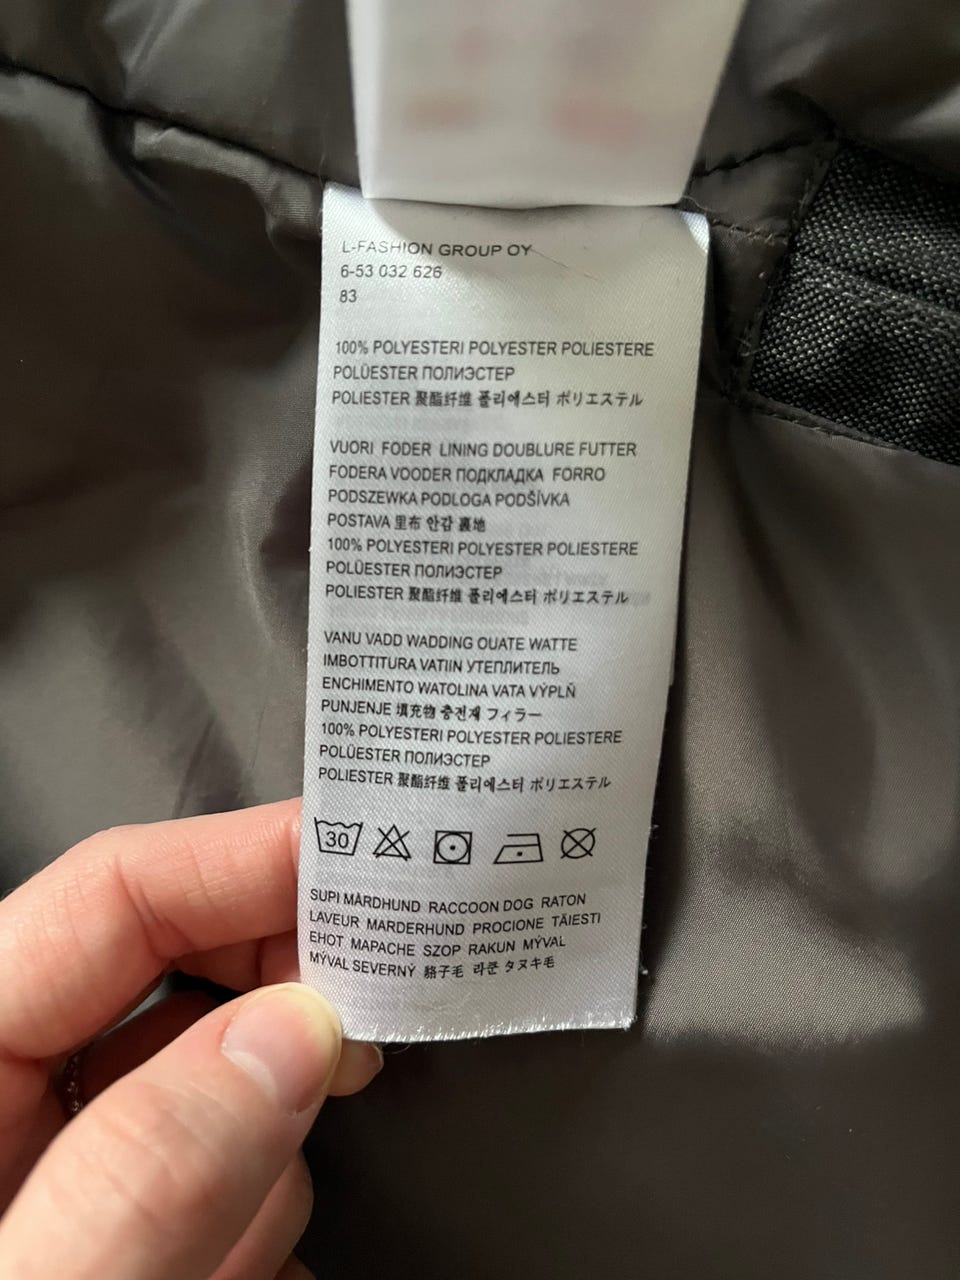 L-FASHION GROUP OY
6-53 032 626
83
100% POLYESTERI POLYESTER POLIESTERE
POLÜESTER ПОЛИЭСТЕР
POLIESTER 聚酯纤维 폴리에스터 ポリエステル
VUORI FODER LINING DOUBLURE FUTTER
FODERA VOODER ПОДКЛАДКА FORRO
PODSZEWKA PODLOGA PODŠÍVKA
POSTAVA 里布 안감 裏地
100% POLYESTERI POLYESTER POLIESTERE
POLÜESTER ПОЛИЭСТЕР
POLIESTER 聚酯纤维 폴리에스터 ポリエステル
VANU VADD WADDING OUATE WATTE
IMBOTTITURA VATIIN УТЕПЛИТЕЛЬ
ENCHIMENTO WATOLINA VATA VÝPLŇ
PUNJENJE 填充物 충전재 フィラー
100% POLYESTERI POLYESTER POLIESTERE
POLÜESTER ПОЛИЭСТЕР
POLIESTER 聚酯纤维 폴리에스터 ポリエステル
30
SUPI MÅRDHUND RACCOON DOG RATON
LAVEUR MARDERHUND PROCIONE TÄIESTI
EHOT MAPACHE SZOP RAKUN MÝVAL
MÝVAL SEVERNÝ 貉子毛 라쿤 タヌキ毛